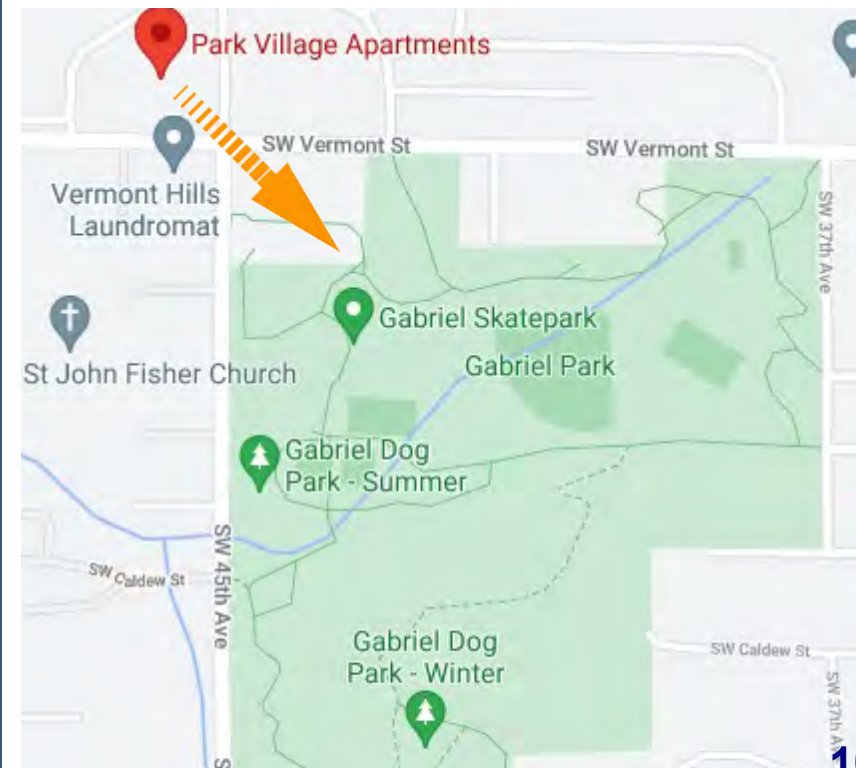 Park Village Apartments
SW Vermont St
SW Vermont St
Vermont Hills
Laundromat
SW 37th Ave
Gabriel Skatepark
St John Fisher Church
Gabriel Park
Gabriel Dog
Park - Summer
SW 45th Ave
SW Caldew St
Gabriel Dog
Park - Winter
SW Caldew St
SW 37th Av
S